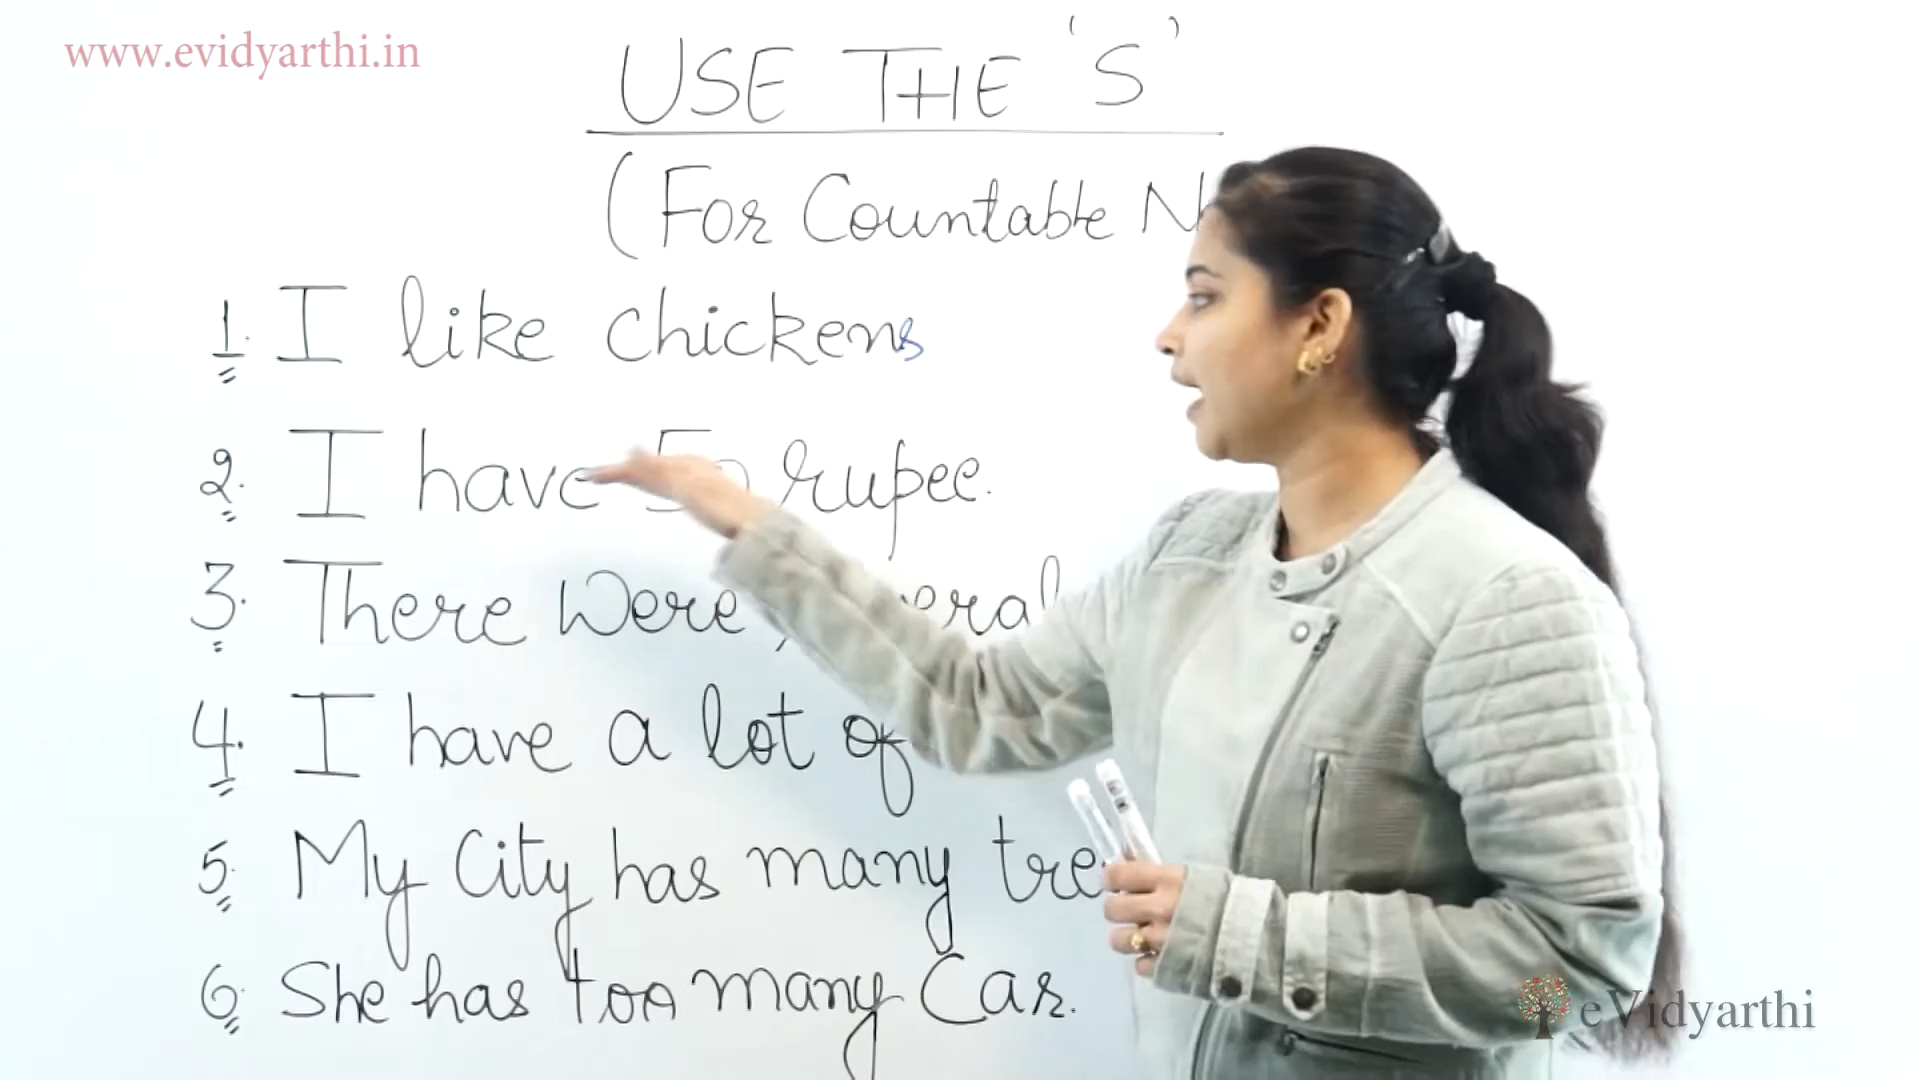 www.evidyarthi.in
USE THE 'S'
(For Countable
1. I like chickens
2. I have 50 rupee.
3. There were
4. I have a lot of
5. My City has many
6. She has too many Car.
eVidyarthi